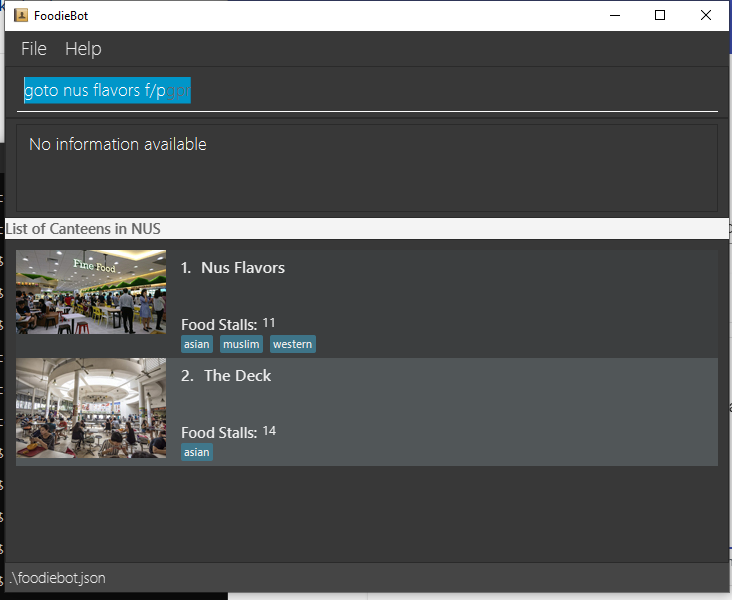 FoodieBot
File Help
goto nus flavors f/pgpr
No information available
List of Canteens in NUS
Fine Food
1. Nus Flavors
Food Stalls: 11
asian muslim western
2. The Deck
Food Stalls: 14
asian
.\foodiebot.json